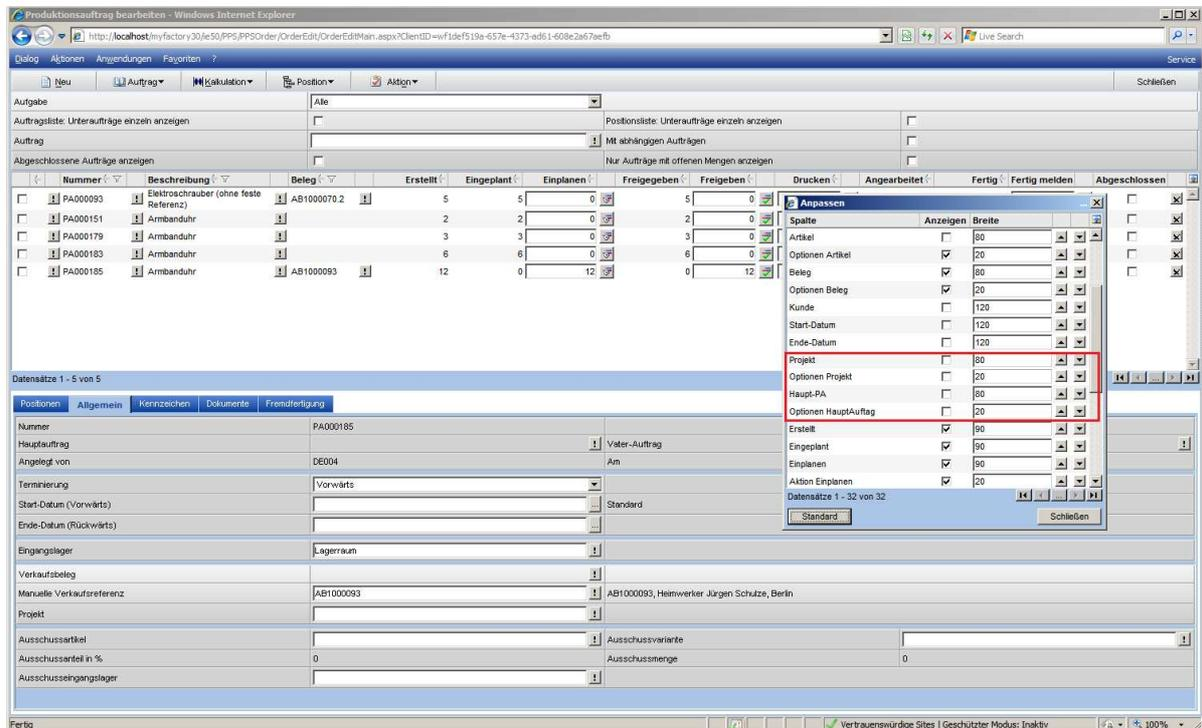 Produktionsauftrag bearbeiten - Windows Internet Explorer
http://localhost/myfactory30/ie50/PPS/PPSOrder/OrderEdit/OrderEditMain.aspx?ClientID=wf1def519a-657e-4373-ad61-608e2a67aefb Live Search
Dialog Aktionen Anwendungen Favoriten ? Service
Neu Auftrag Kalkulation Position Aktion Schließen
Aufgabe Alle
Auftragsliste: Unteraufträge einzeln anzeigen Positionsliste: Unteraufträge einzeln anzeigen
Auftrag ! Mit abhängigen Aufträgen
Abgeschlossene Aufträge anzeigen Nur Aufträge mit offenen Mengen anzeigen
Nummer Beschreibung Beleg Erstellt Eingeplant Einplanen Freigegeben Freigeben Drucken Angearbeitet Fertig Fertig melden Abgeschlossen
! PA000093 ! Elektroschrauber (ohne feste Referenz) ! AB1000070.2 ! 5 5 0 5 0
! PA000151 ! Armbanduhr ! 2 2 0 2 0
! PA000179 ! Armbanduhr ! 3 3 0 3 0
! PA000183 ! Armbanduhr ! 6 6 0 6 0
! PA000185 ! Armbanduhr ! AB1000093 ! 12 0 12 0 12
Datensätze 1 - 5 von 5
Anpassen
Spalte Anzeigen Breite
Artikel 80
Optionen Artikel 20
Beleg 80
Optionen Beleg 20
Kunde 120
Start-Datum 120
Ende-Datum 120
Projekt 80
Optionen Projekt 20
Haupt-PA 80
Optionen HauptAuftag 20
Erstellt 90
Eingeplant 90
Einplanen 90
Aktion Einplanen 20
Datensätze 1 - 32 von 32
Standard Schließen
Positionen Allgemein Kennzeichen Dokumente Fremdfertigung
Nummer PA000185
Hauptauftrag ! Vater-Auftrag !
Angelegt von DE004 Am
Terminierung Vorwärts
Start-Datum (Vorwärts) ... Standard
Ende-Datum (Rückwärts) ...
Eingangslager Lagerraum !
Verkaufsbeleg !
Manuelle Verkaufsreferenz AB1000093 ! AB1000093, Heimwerker Jürgen Schulze, Berlin
Projekt !
Ausschussartikel ! Ausschussvariante !
Ausschussanteil in % 0 Ausschussmenge 0
Ausschusseingangslager !
Fertig Vertrauenswürdige Sites | Geschützter Modus: Inaktiv 100%